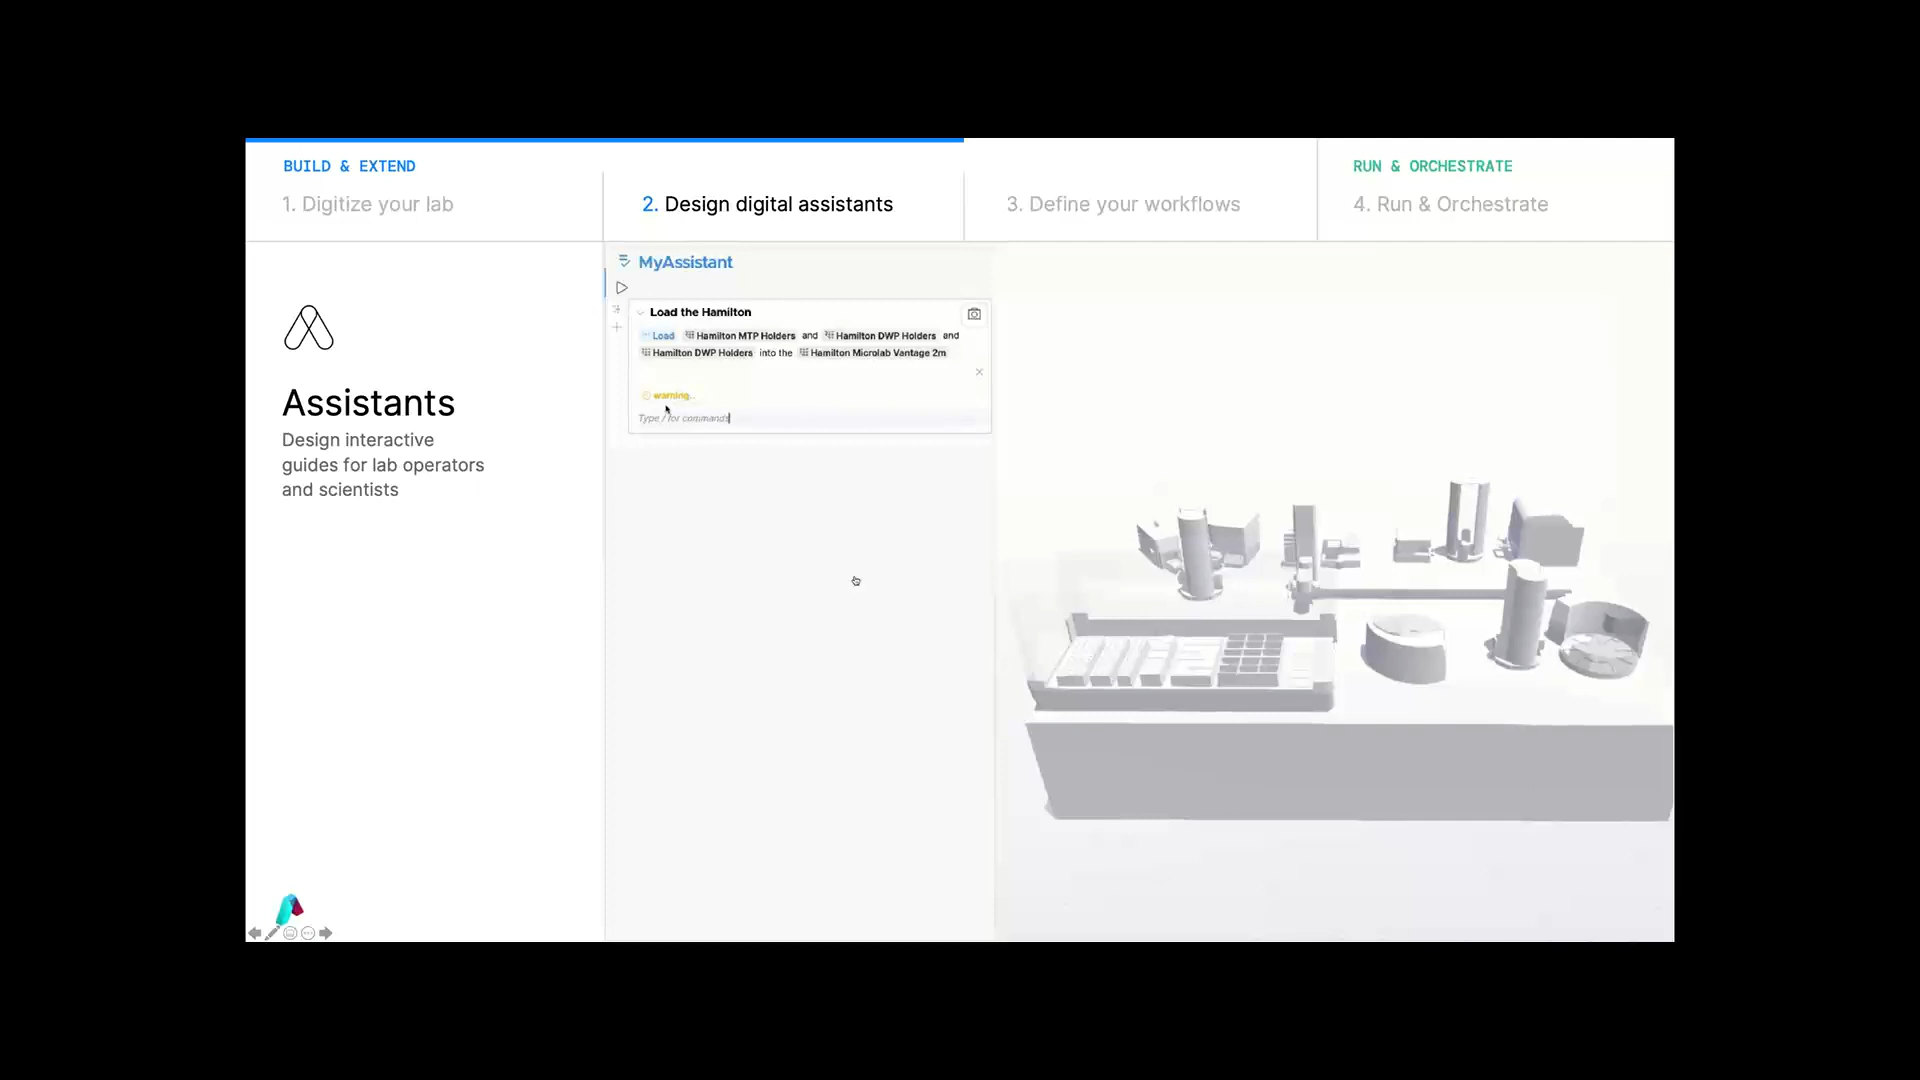 BUILD & EXTEND
1. Digitize your lab
2. Design digital assistants
3. Define your workflows
RUN & ORCHESTRATE
4. Run & Orchestrate
Assistants
Design interactive
guides for lab operators
and scientists
MyAssistant
Load the Hamilton
Load Hamilton MTP Holders and Hamilton DWP Holders and
Hamilton DWP Holders into the Hamilton Microlab Vantage 2m
warning...
Type / for commands